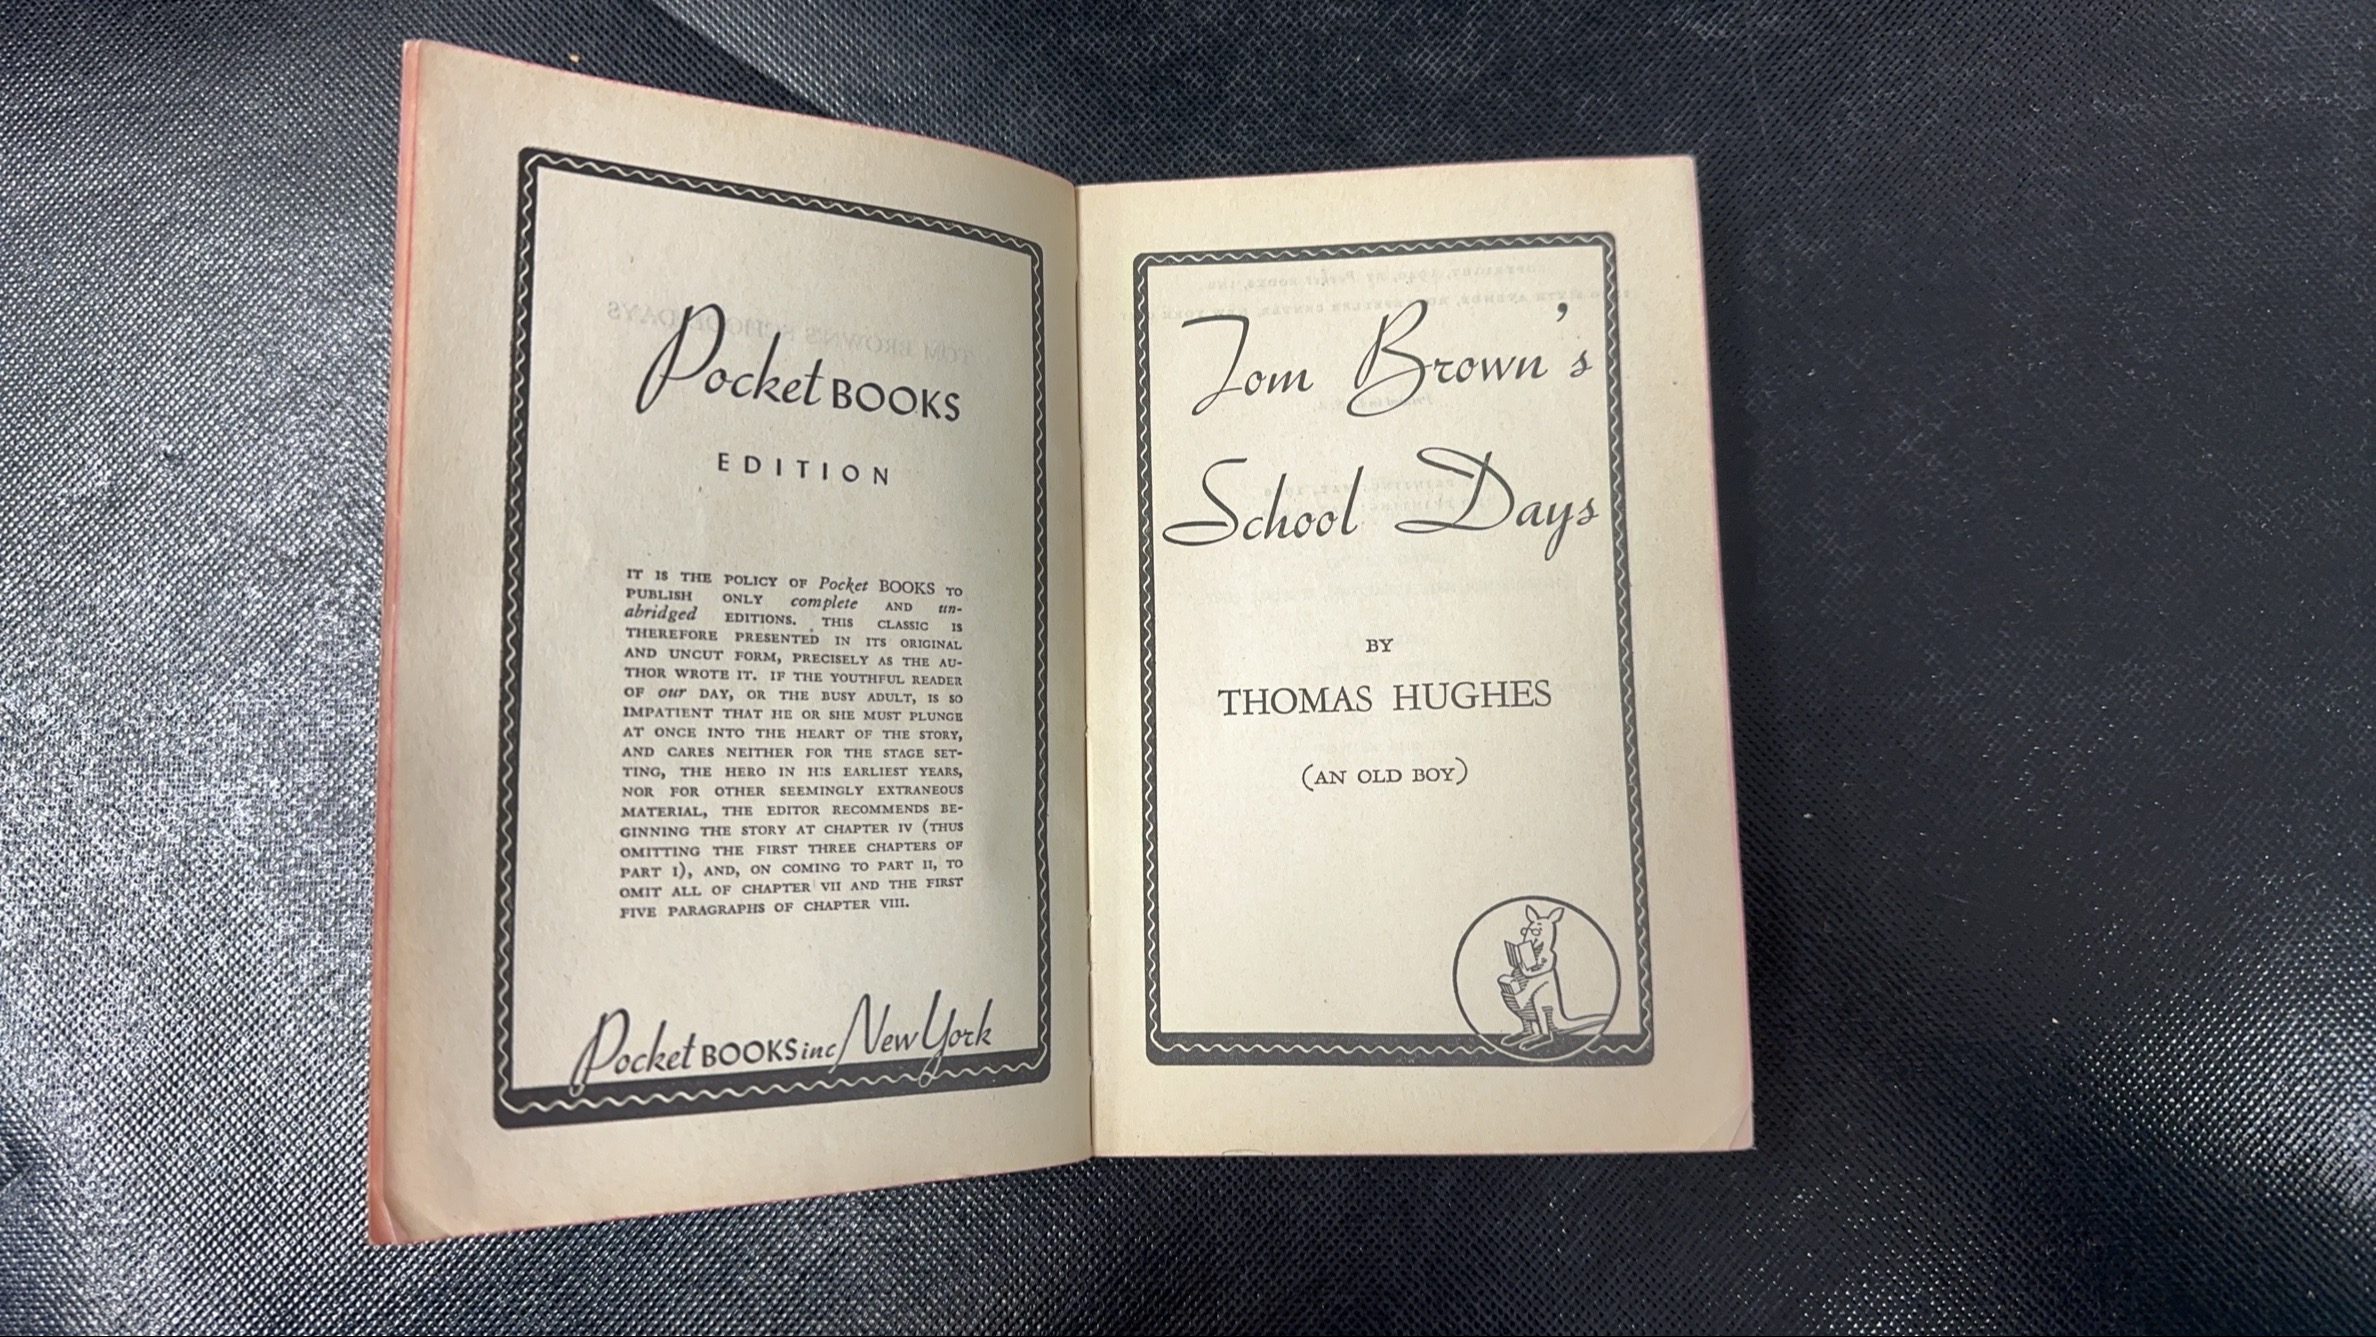 Pocket BOOKS
EDITION
IT IS THE POLICY OF Pocket BOOKS TO
PUBLISH ONLY complete AND un-
abridged EDITIONS. THIS CLASSIC IS
THEREFORE PRESENTED IN ITS ORIGINAL
AND UNCUT FORM, PRECISELY AS THE AU-
THOR WROTE IT. IF THE YOUTHFUL READER
OF our DAY, OR THE BUSY ADULT, IS SO
IMPATIENT THAT HE OR SHE MUST PLUNGE
AT ONCE INTO THE HEART OF THE STORY,
AND CARES NEITHER FOR THE STAGE SET-
TING, THE HERO IN HIS EARLIEST YEARS,
NOR FOR OTHER SEEMINGLY EXTRANEOUS
MATERIAL, THE EDITOR RECOMMENDS BE-
GINNING THE STORY AT CHAPTER IV (THUS
OMITTING THE FIRST THREE CHAPTERS OF
PART I), AND, ON COMING TO PART II, TO
OMIT ALL OF CHAPTER VII AND THE FIRST
FIVE PARAGRAPHS OF CHAPTER VIII.
Pocket BOOKS inc New York
Tom Brown's
School Days
BY
THOMAS HUGHES
(AN OLD BOY)